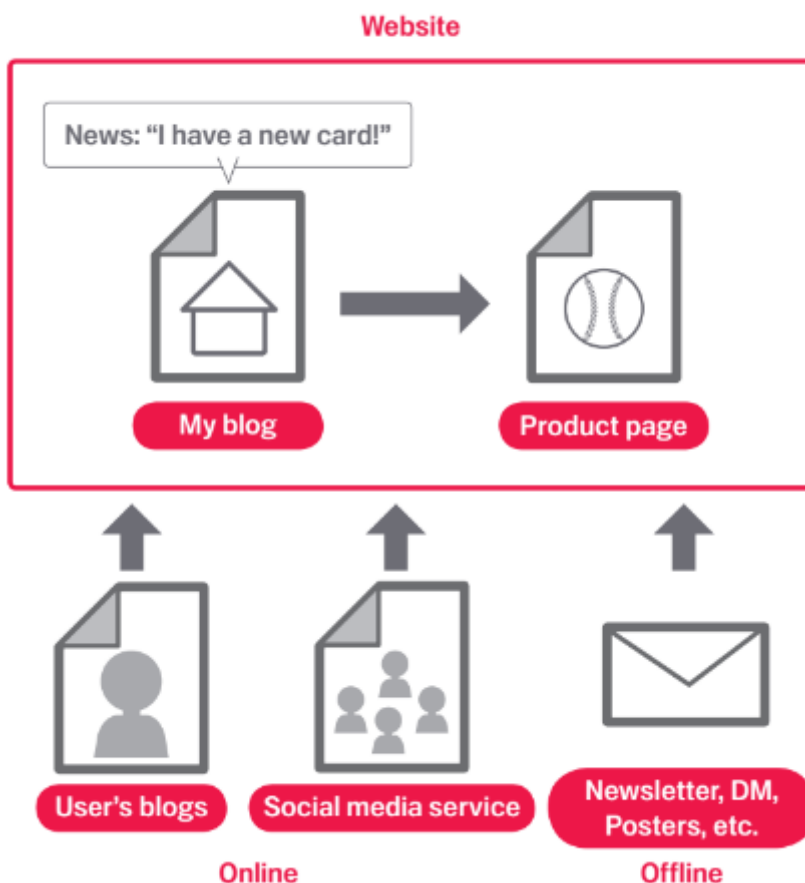 Website
News: “I have a new card!”
My blog
Product page
User’s blogs
Social media service
Newsletter, DM,
Posters, etc.
Online
Offline